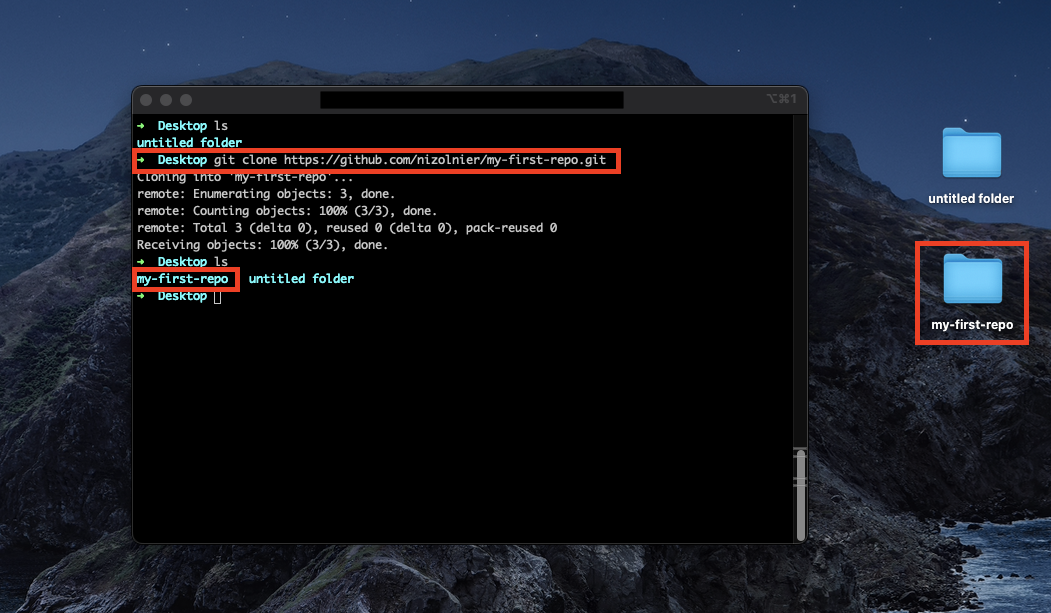 ⌥⌘1
➜ Desktop ls
untitled folder
➜ Desktop git clone https://github.com/nizolnier/my-first-repo.git
Cloning into 'my-first-repo'...
remote: Enumerating objects: 3, done.
remote: Counting objects: 100% (3/3), done.
remote: Total 3 (delta 0), reused 0 (delta 0), pack-reused 0
Receiving objects: 100% (3/3), done.
➜ Desktop ls
my-first-repo untitled folder
➜ Desktop
untitled folder
my-first-repo